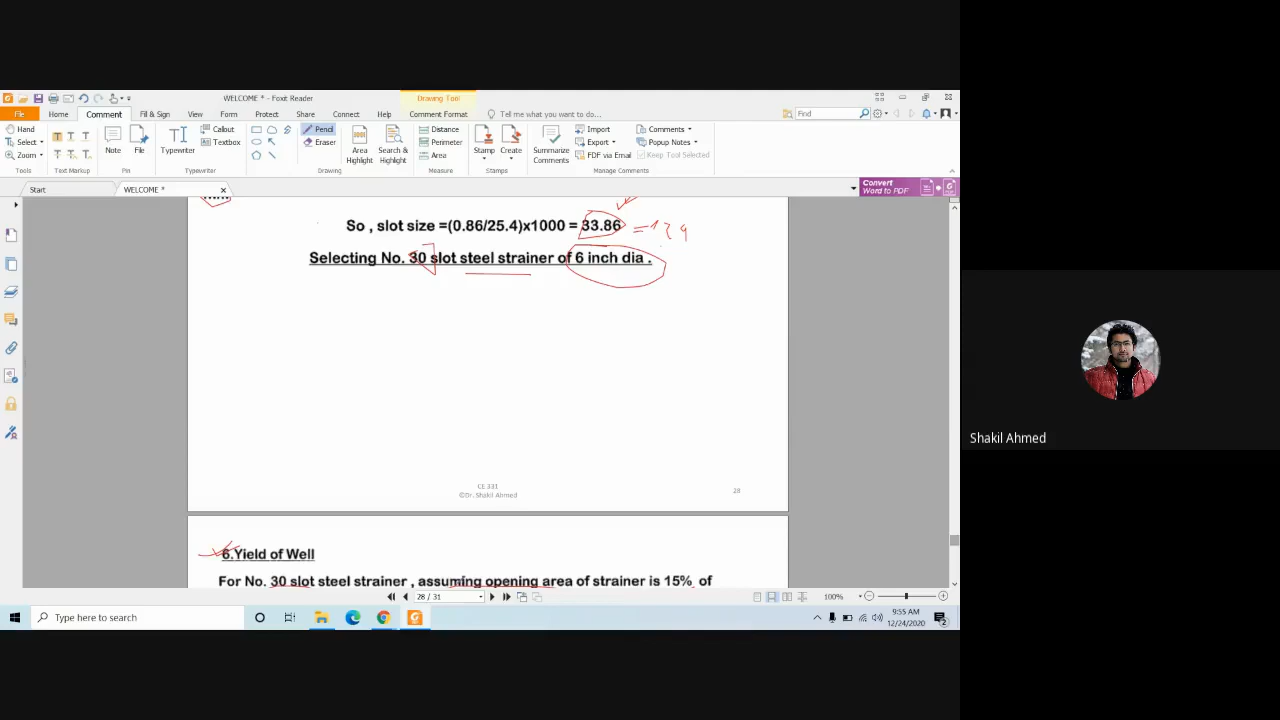 WELCOME * - Foxit Reader
Drawing Tool
File Home Comment Fill & Sign View Form Protect Share Connect Help Comment Format Tell me what you want to do... Find
Hand
Select
Zoom
Tools
Text Markup
Note
File
Pin
Typewriter
Callout
Textbox
Typewriter
Pencil
Eraser
Area Highlight
Search & Highlight
Drawing
Distance
Perimeter
Area
Measure
Stamp
Create
Stamps
Summarize Comments
Import
Export
FDF via Email
Comments
Popup Notes
Keep Tool Selected
Manage Comments
Start WELCOME *
Convert Word to PDF
So , slot size =(0.86/25.4)x1000 = 33.86
Selecting No. 30 slot steel strainer of 6 inch dia .
CE 331
©Dr. Shakil Ahmed
28
6.Yield of Well
For No. 30 slot steel strainer , assuming opening area of strainer is 15% of
28 / 31
100%
Type here to search
9:55 AM
12/24/2020
2
Shakil Ahmed